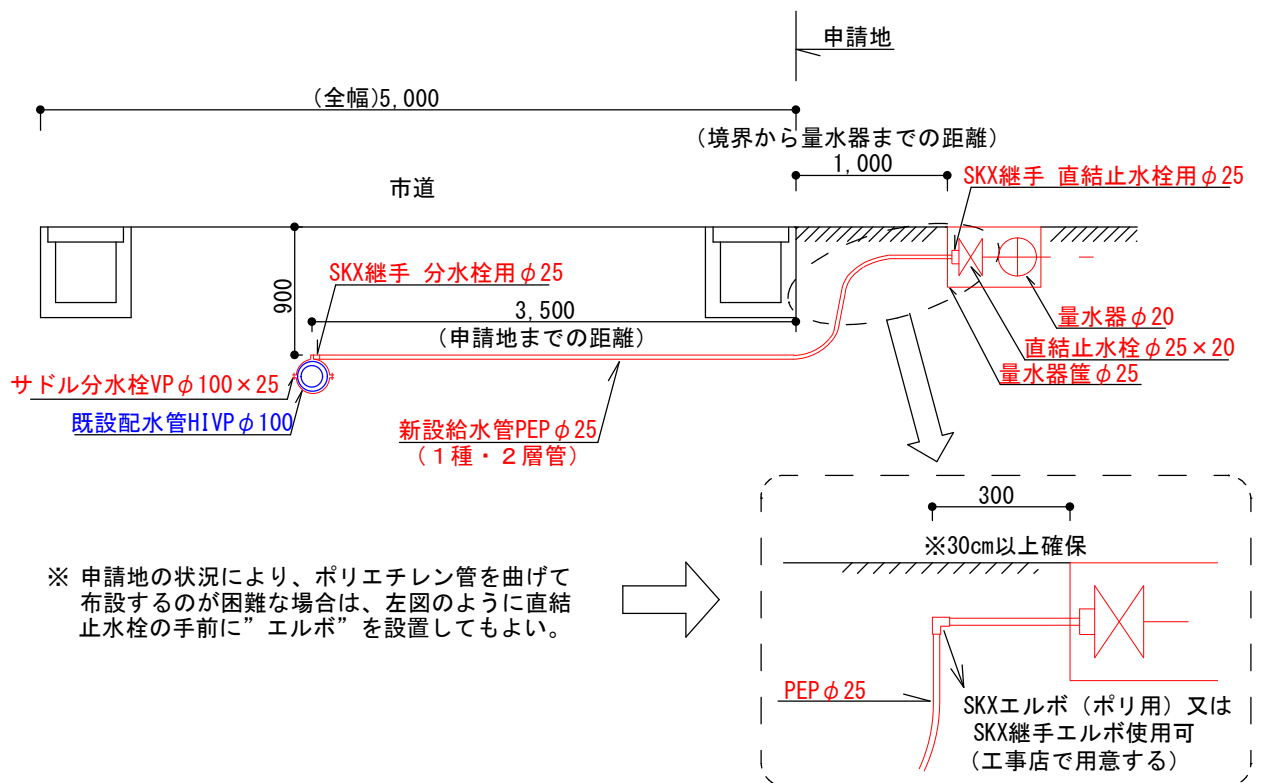 申請地
(全幅)5,000
(境界から量水器までの距離)
1,000
市道
SKX継手 直結止水栓用φ25
900
SKX継手 分水栓用φ25
3,500
(申請地までの距離)
量水器φ20
直結止水栓φ25×20
量水器筐φ25
サドル分水栓VPφ100×25
既設配水管HIVPφ100
新設給水管PEPφ25
(1種・2層管)
300
※30cm以上確保
※ 申請地の状況により、ポリエチレン管を曲げて
布設するのが困難な場合は、左図のように直結
止水栓の手前に”エルボ”を設置してもよい。
PEPφ25
SKXエルボ(ポリ用)又は
SKX継手エルボ使用可
(工事店で用意する)